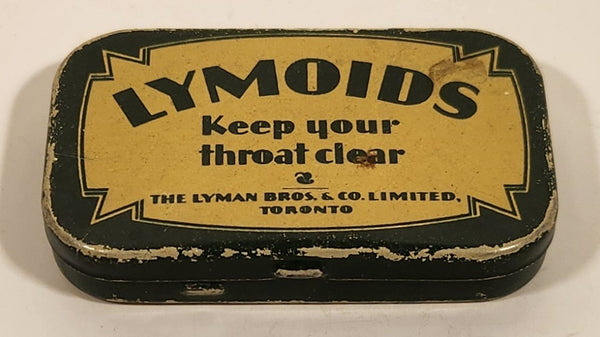 LYMOIDS
Keep your
throat clear
THE LYMAN BROS. & CO. LIMITED,
TORONTO